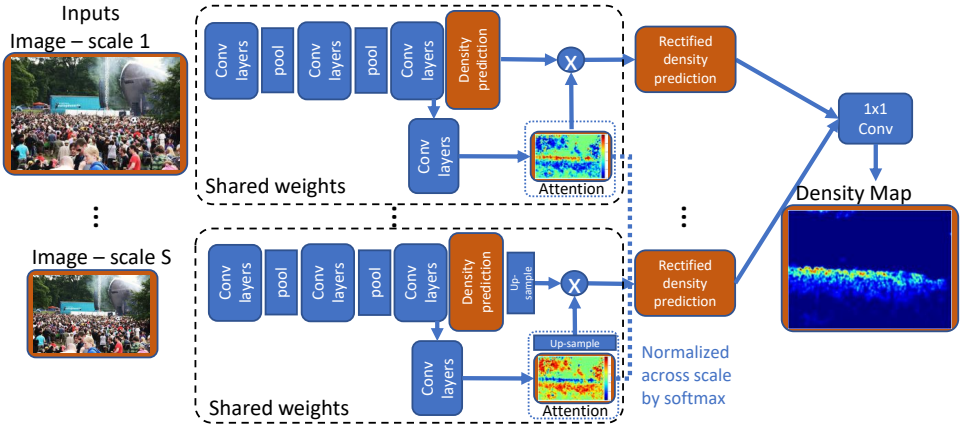 Inputs
Image – scale 1
Conv
layers
pool
Conv
layers
pool
Conv
layers
Density
prediction
X
Rectified
density
prediction
1x1
Conv
Conv
layers
Attention
Shared weights
Density Map
Image – scale S
Conv
layers
pool
Conv
layers
pool
Conv
layers
Density
prediction
Up-
sample
X
Rectified
density
prediction
Conv
layers
Up-sample
Attention
Shared weights
Normalized
across scale
by softmax